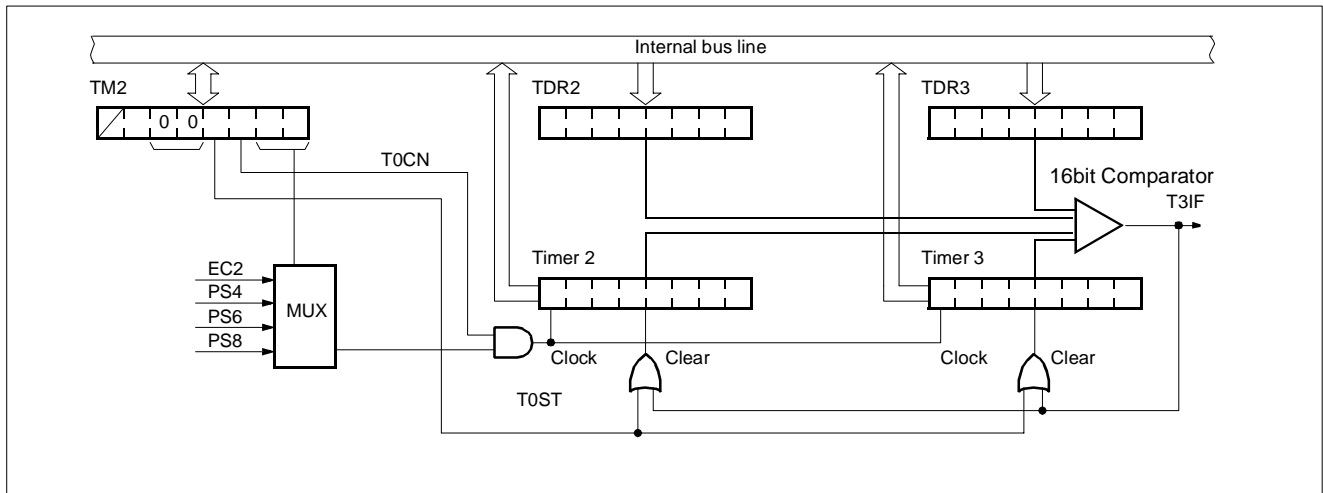 Internal bus line
TM2
TDR2
TDR3
0 0
T0CN
16bit Comparator
T3IF
Timer 2
Timer 3
EC2
PS4
PS6
PS8
MUX
Clock
Clear
Clock
Clear
T0ST